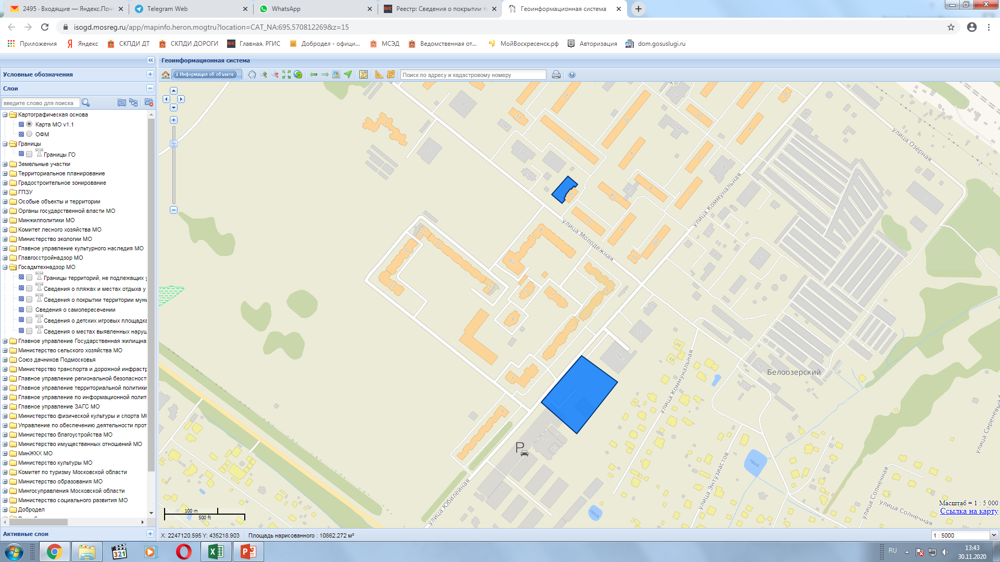 2495 · Входящие — Яндекс.Поч
Telegram Web
WhatsApp
Реестр: Сведения о покрытии т
Геоинформационная система
isogd.mosreg.ru/app/mapinfo.heron.mogtru?location=CAT_NA:695,570812269&z=15
Приложения
Яндекс
СКПДИ ДТ
СКПДИ ДОРОГИ
Главная. РГИС
Добродел - офици...
МСЭД
Ведомственная от...
МойВоскресенск.рф
Авторизация
dom.gosuslugi.ru
Геоинформационная система
Условные обозначения
Информация об объекте
Поиск по адресу и кадастровому номеру
Слои
введите слово для поиска
Картографическая основа
Карта МО v1.1
ОФМ
Границы
Границы ГО
Земельные участки
Территориальное планирование
Градостроительное зонирование
ГПЗУ
Особые объекты и территории
Органы государственной власти МО
Минжилполитики МО
Комитет лесного хозяйства МО
Министерство экологии МО
Главное управление культурного наследия МО
Главгосстройнадзор МО
Госадмтехнадзор МО
Границы территорий, не подлежащих у
Сведения о пляжах и местах отдыха у
Сведения о покрытии территории муни
Сведения о самопересечении
Сведения о детских игровых площадка
Сведения о местах выявленных наруш
Главное управление Государственная жилищна
Министерство сельского хозяйства МО
Союз дачников Подмосковья
Министерство транспорта и дорожной инфрастр
Главное управление региональной безопасност
Главное управление территориальной политики
Главное управление по информационной полит
Главное управление ЗАГС МО
Министерство физической культуры и спорта МО
Управление по обеспечению деятельности прот
Министерство благоустройства МО
Министерство имущественных отношений МО
МинЖКХ МО
Министерство культуры МО
Комитет по туризму Московской области
Министерство образования МО
Мингосуправления Московской области
Министерство социального развития МО
Добродел
Активные слои
улица Озёрная
улица Коммунальная
улица Молодёжная
Белоозерский
улица Коммунальная
улица Сиреневый б
улица Энтузиастов
улица Солнечная
улица Солнечная
улица Юбилейная
пруд
пруд
P
100 m
500 ft
Масштаб = 1 : 5 000
Ссылка на карту
X: 2247120.595 Y: 435218.903
Площадь нарисованного : 10862.272 м²
1 : 5000
321
RU
13:43
30.11.2020